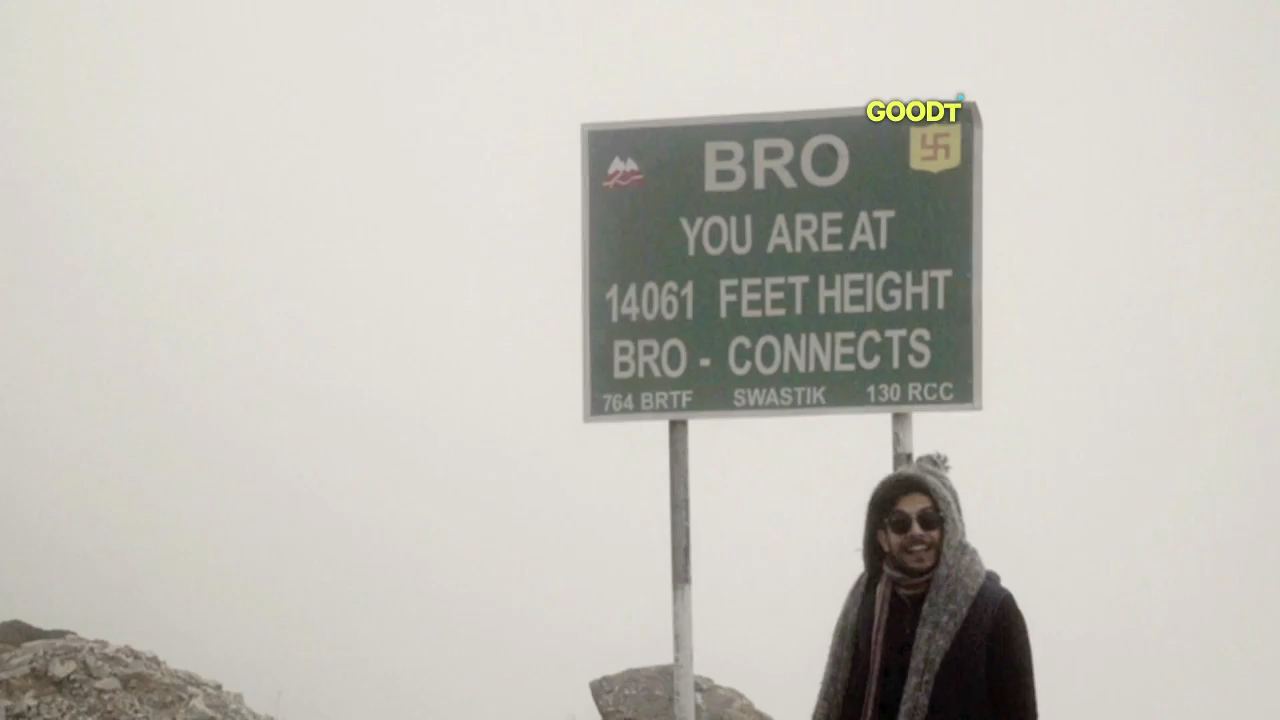 GOODT
BRO
YOU ARE AT
14061 FEET HEIGHT
BRO - CONNECTS
764 BRTF SWASTIK 130 RCC